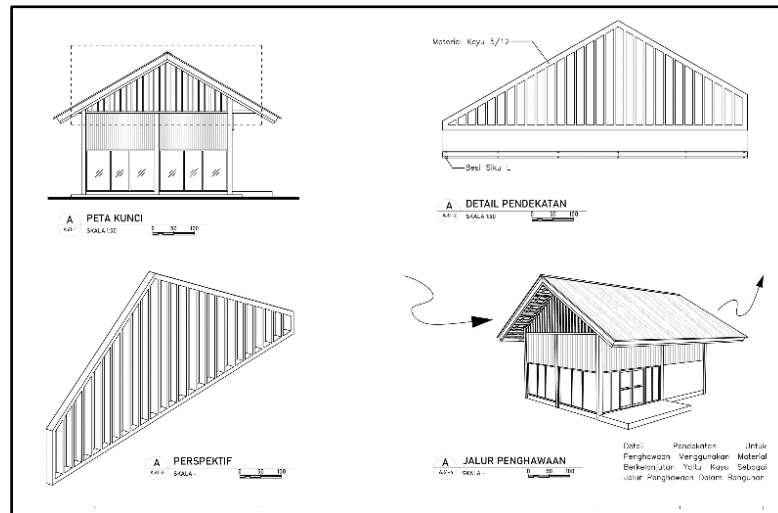 Material Kayu 5/12
Besi Siku L
A
PETA KUNCI
SKALA 1:50
0 50 100
A
DETAIL PENDEKATAN
SKALA 1:50
0 50 100
A
PERSPEKTIF
SKALA -
0 50 100
A
JALUR PENGHAWAAN
SKALA -
0 50 100
Detail Pendekatan Untuk
Penghawaan Menggunakan Material
Berkelanjutan Yaitu Kayu Sebagai
Jalur Penghawaan Dalam Bangunan